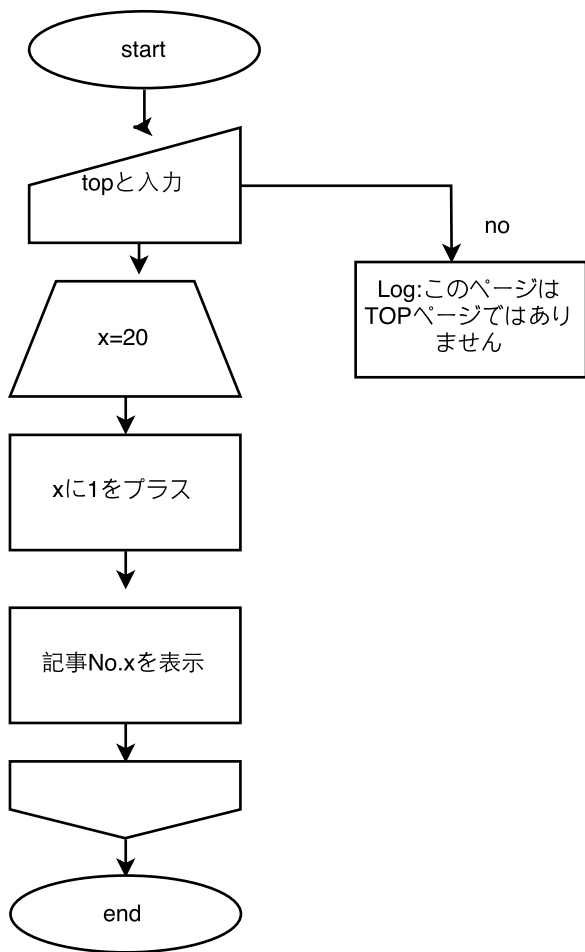 start
topと入力
no
Log:このページは
TOPページではあり
ません
x=20
xに1をプラス
記事No.xを表示
end